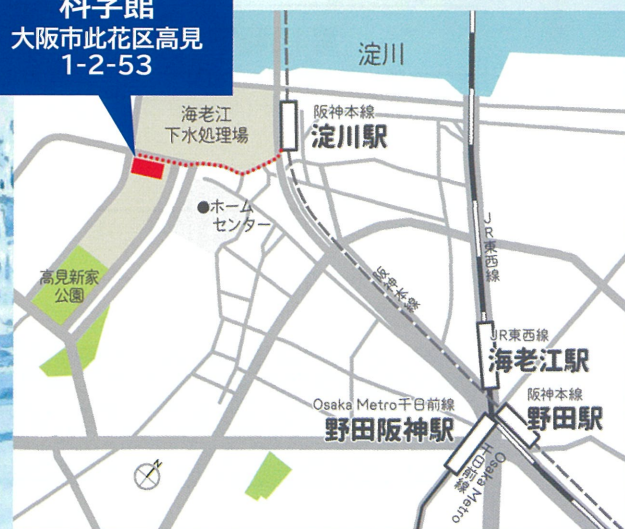 科学館
大阪市此花区高見
1-2-53
淀川
海老江
下水処理場
阪神本線
淀川駅
●ホーム
センター
JR東西線
高見新家
公園
阪神本線
JR東西線
海老江駅
阪神本線
野田駅
Osaka Metro千日前線
野田阪神駅
Osaka Metro
千日前線
N